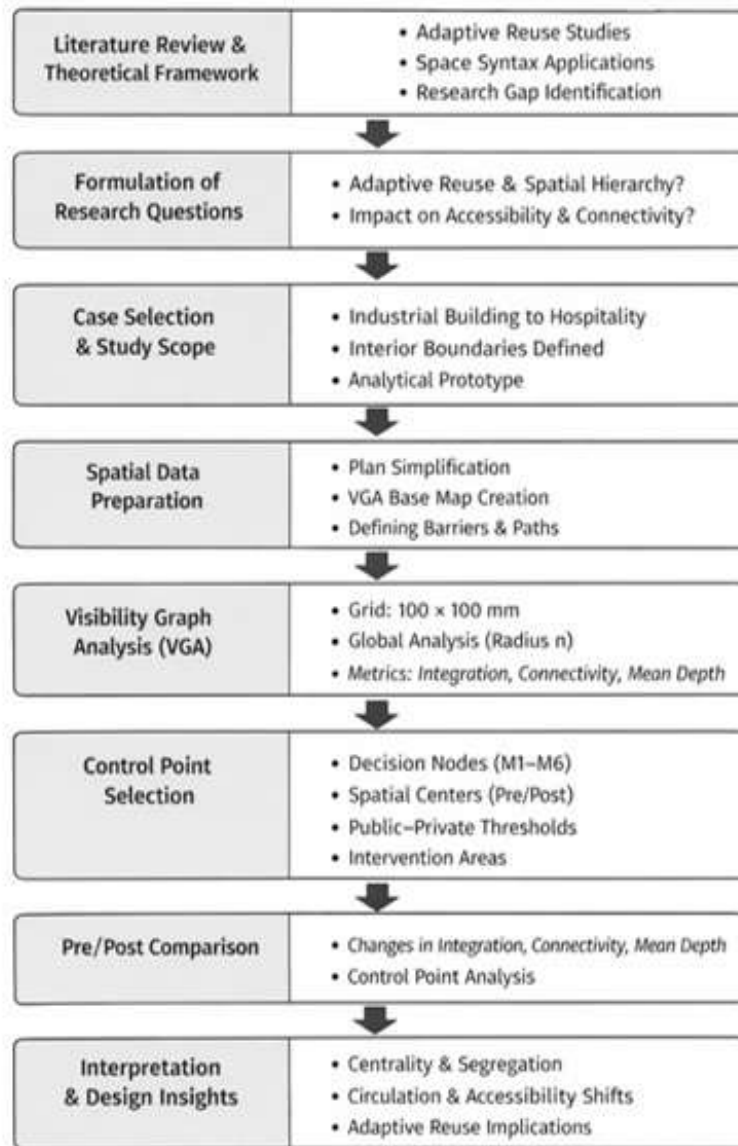 Literature Review &
Theoretical Framework
• Adaptive Reuse Studies
• Space Syntax Applications
• Research Gap Identification
Formulation of
Research Questions
• Adaptive Reuse & Spatial Hierarchy?
• Impact on Accessibility & Connectivity?
Case Selection
& Study Scope
• Industrial Building to Hospitality
• Interior Boundaries Defined
• Analytical Prototype
Spatial Data
Preparation
• Plan Simplification
• VGA Base Map Creation
• Defining Barriers & Paths
Visibility Graph
Analysis (VGA)
• Grid: 100 × 100 mm
• Global Analysis (Radius n)
• Metrics: Integration, Connectivity, Mean Depth
Control Point
Selection
• Decision Nodes (M1–M6)
• Spatial Centers (Pre/Post)
• Public–Private Thresholds
• Intervention Areas
Pre/Post Comparison
• Changes in Integration, Connectivity, Mean Depth
• Control Point Analysis
Interpretation
& Design Insights
• Centrality & Segregation
• Circulation & Accessibility Shifts
• Adaptive Reuse Implications